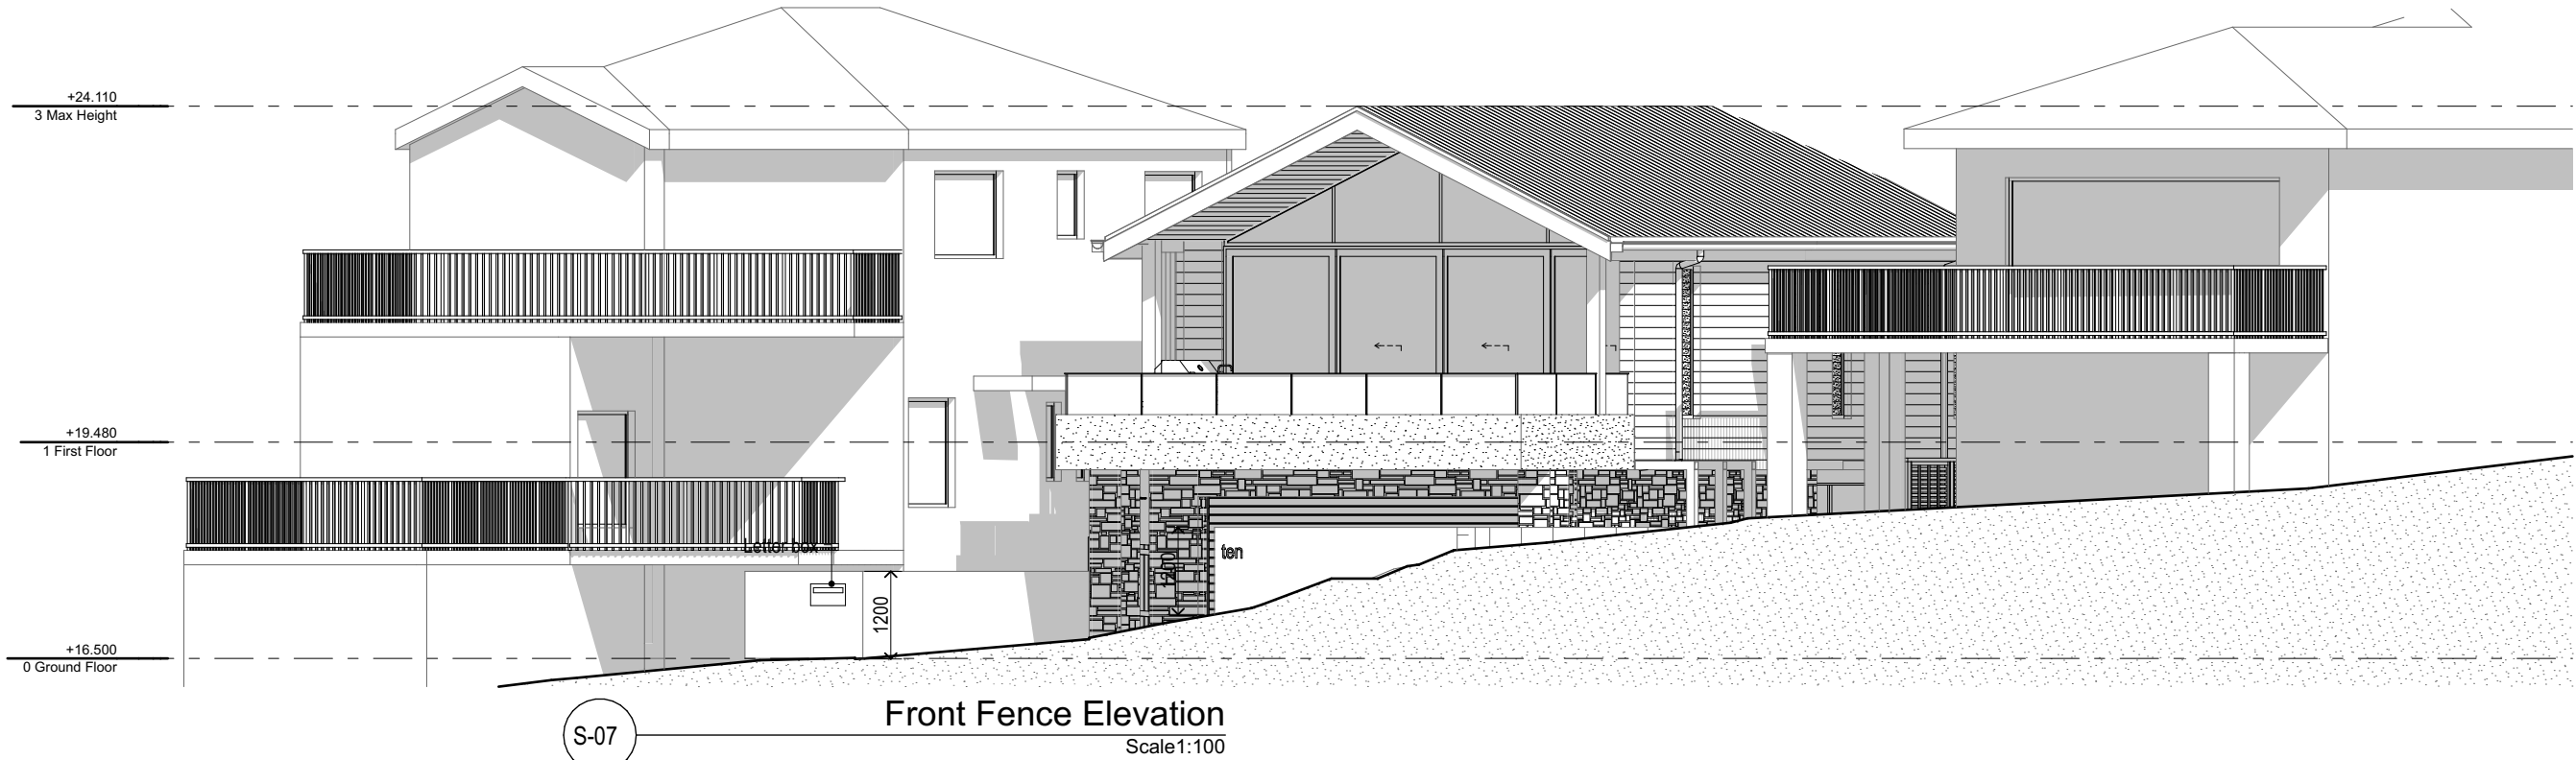 +24.110
3 Max Height
+19.480
1 First Floor
Letter box
ten
1200
1200
+16.500
0 Ground Floor
S-07
Front Fence Elevation
Scale1:100